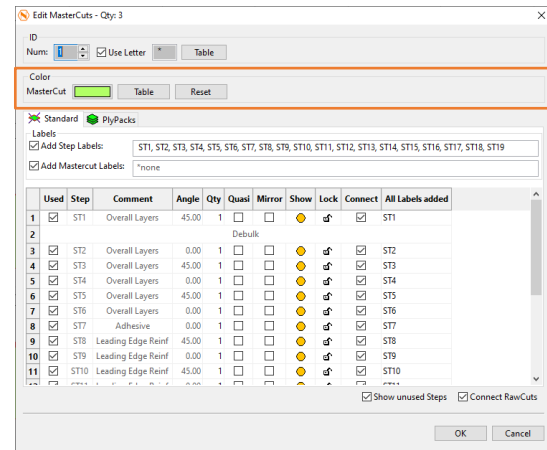 Edit MasterCuts - Qty: 3
ID
Num: 1 Use Letter * Table
Color
MasterCut Table Reset
Standard PlyPacks
Labels
Add Step Labels: ST1, ST2, ST3, ST4, ST5, ST6, ST7, ST8, ST9, ST10, ST11, ST12, ST13, ST14, ST15, ST16, ST17, ST18, ST19
Add Mastercut Labels: *none
Used Step Comment Angle Qty Quasi Mirror Show Lock Connect All Labels added
1 ST1 Overall Layers 45.00 1 ST1
2 Debulk
3 ST2 Overall Layers 0.00 1 ST2
4 ST3 Overall Layers 45.00 1 ST3
5 ST4 Overall Layers 0.00 1 ST4
6 ST5 Overall Layers 45.00 1 ST5
7 ST6 Overall Layers 0.00 1 ST6
8 ST7 Adhesive 0.00 1 ST7
9 ST8 Leading Edge Reinf 45.00 1 ST8
10 ST9 Leading Edge Reinf 0.00 1 ST9
11 ST10 Leading Edge Reinf 45.00 1 ST10
Show unused Steps Connect RawCuts
OK Cancel